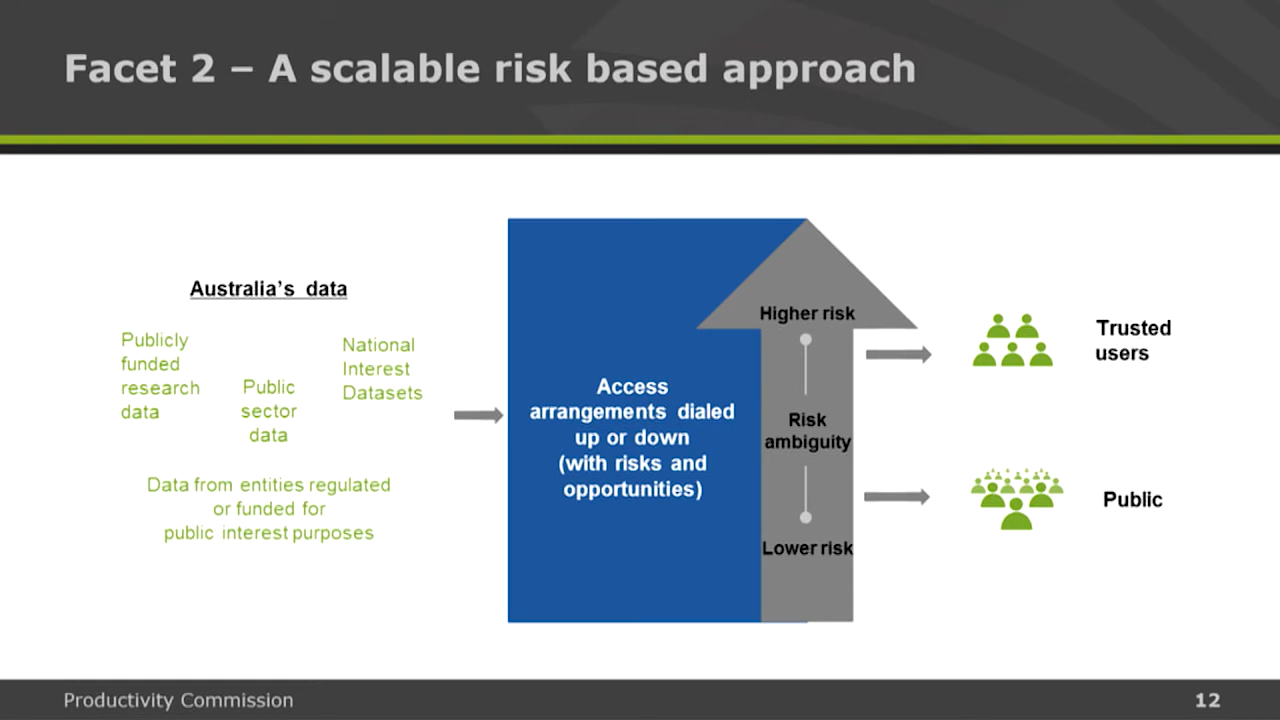 Facet 2 – A scalable risk based approach
Australia's data
Publicly
funded
research
data
Public
sector
data
National
Interest
Datasets
Data from entities regulated
or funded for
public interest purposes
Access
arrangements dialed
up or down
(with risks and
opportunities)
Higher risk
Risk
ambiguity
Lower risk
Trusted
users
Public
Productivity Commission
12